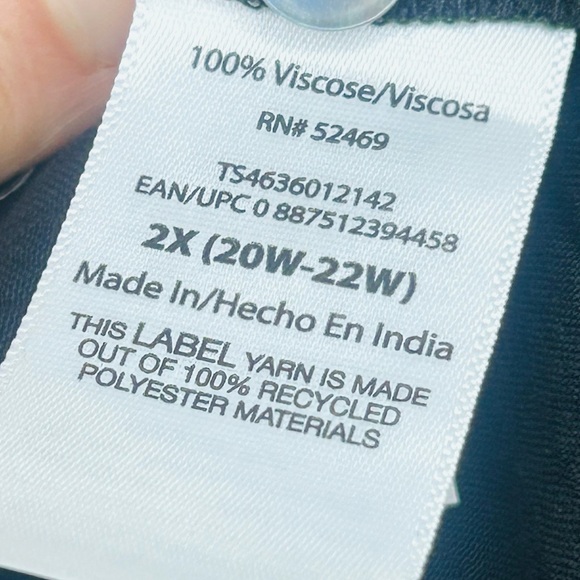 100% Viscose/Viscosa
RN# 52469
TS4636012142
EAN/UPC 0 887512394458
2X (20W-22W)
Made In/Hecho En India
THIS LABEL YARN IS MADE
OUT OF 100% RECYCLED
POLYESTER MATERIALS